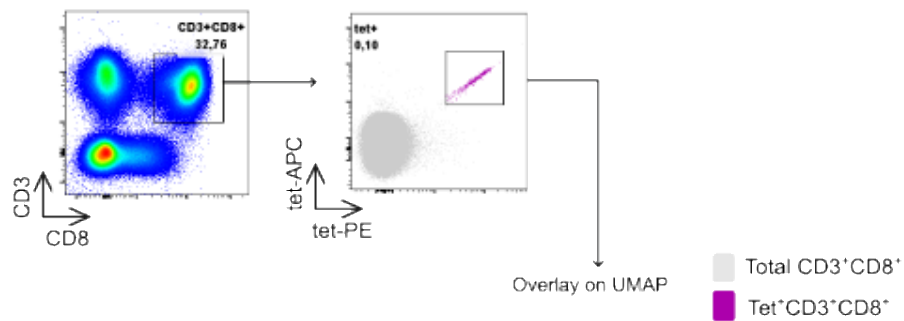 CD3+CD8+
32,76
tet+
0,10
CD3
CD8
tet-APC
tet-PE
Overlay on UMAP
Total CD3⁺CD8⁺
Tet⁺CD3⁺CD8⁺